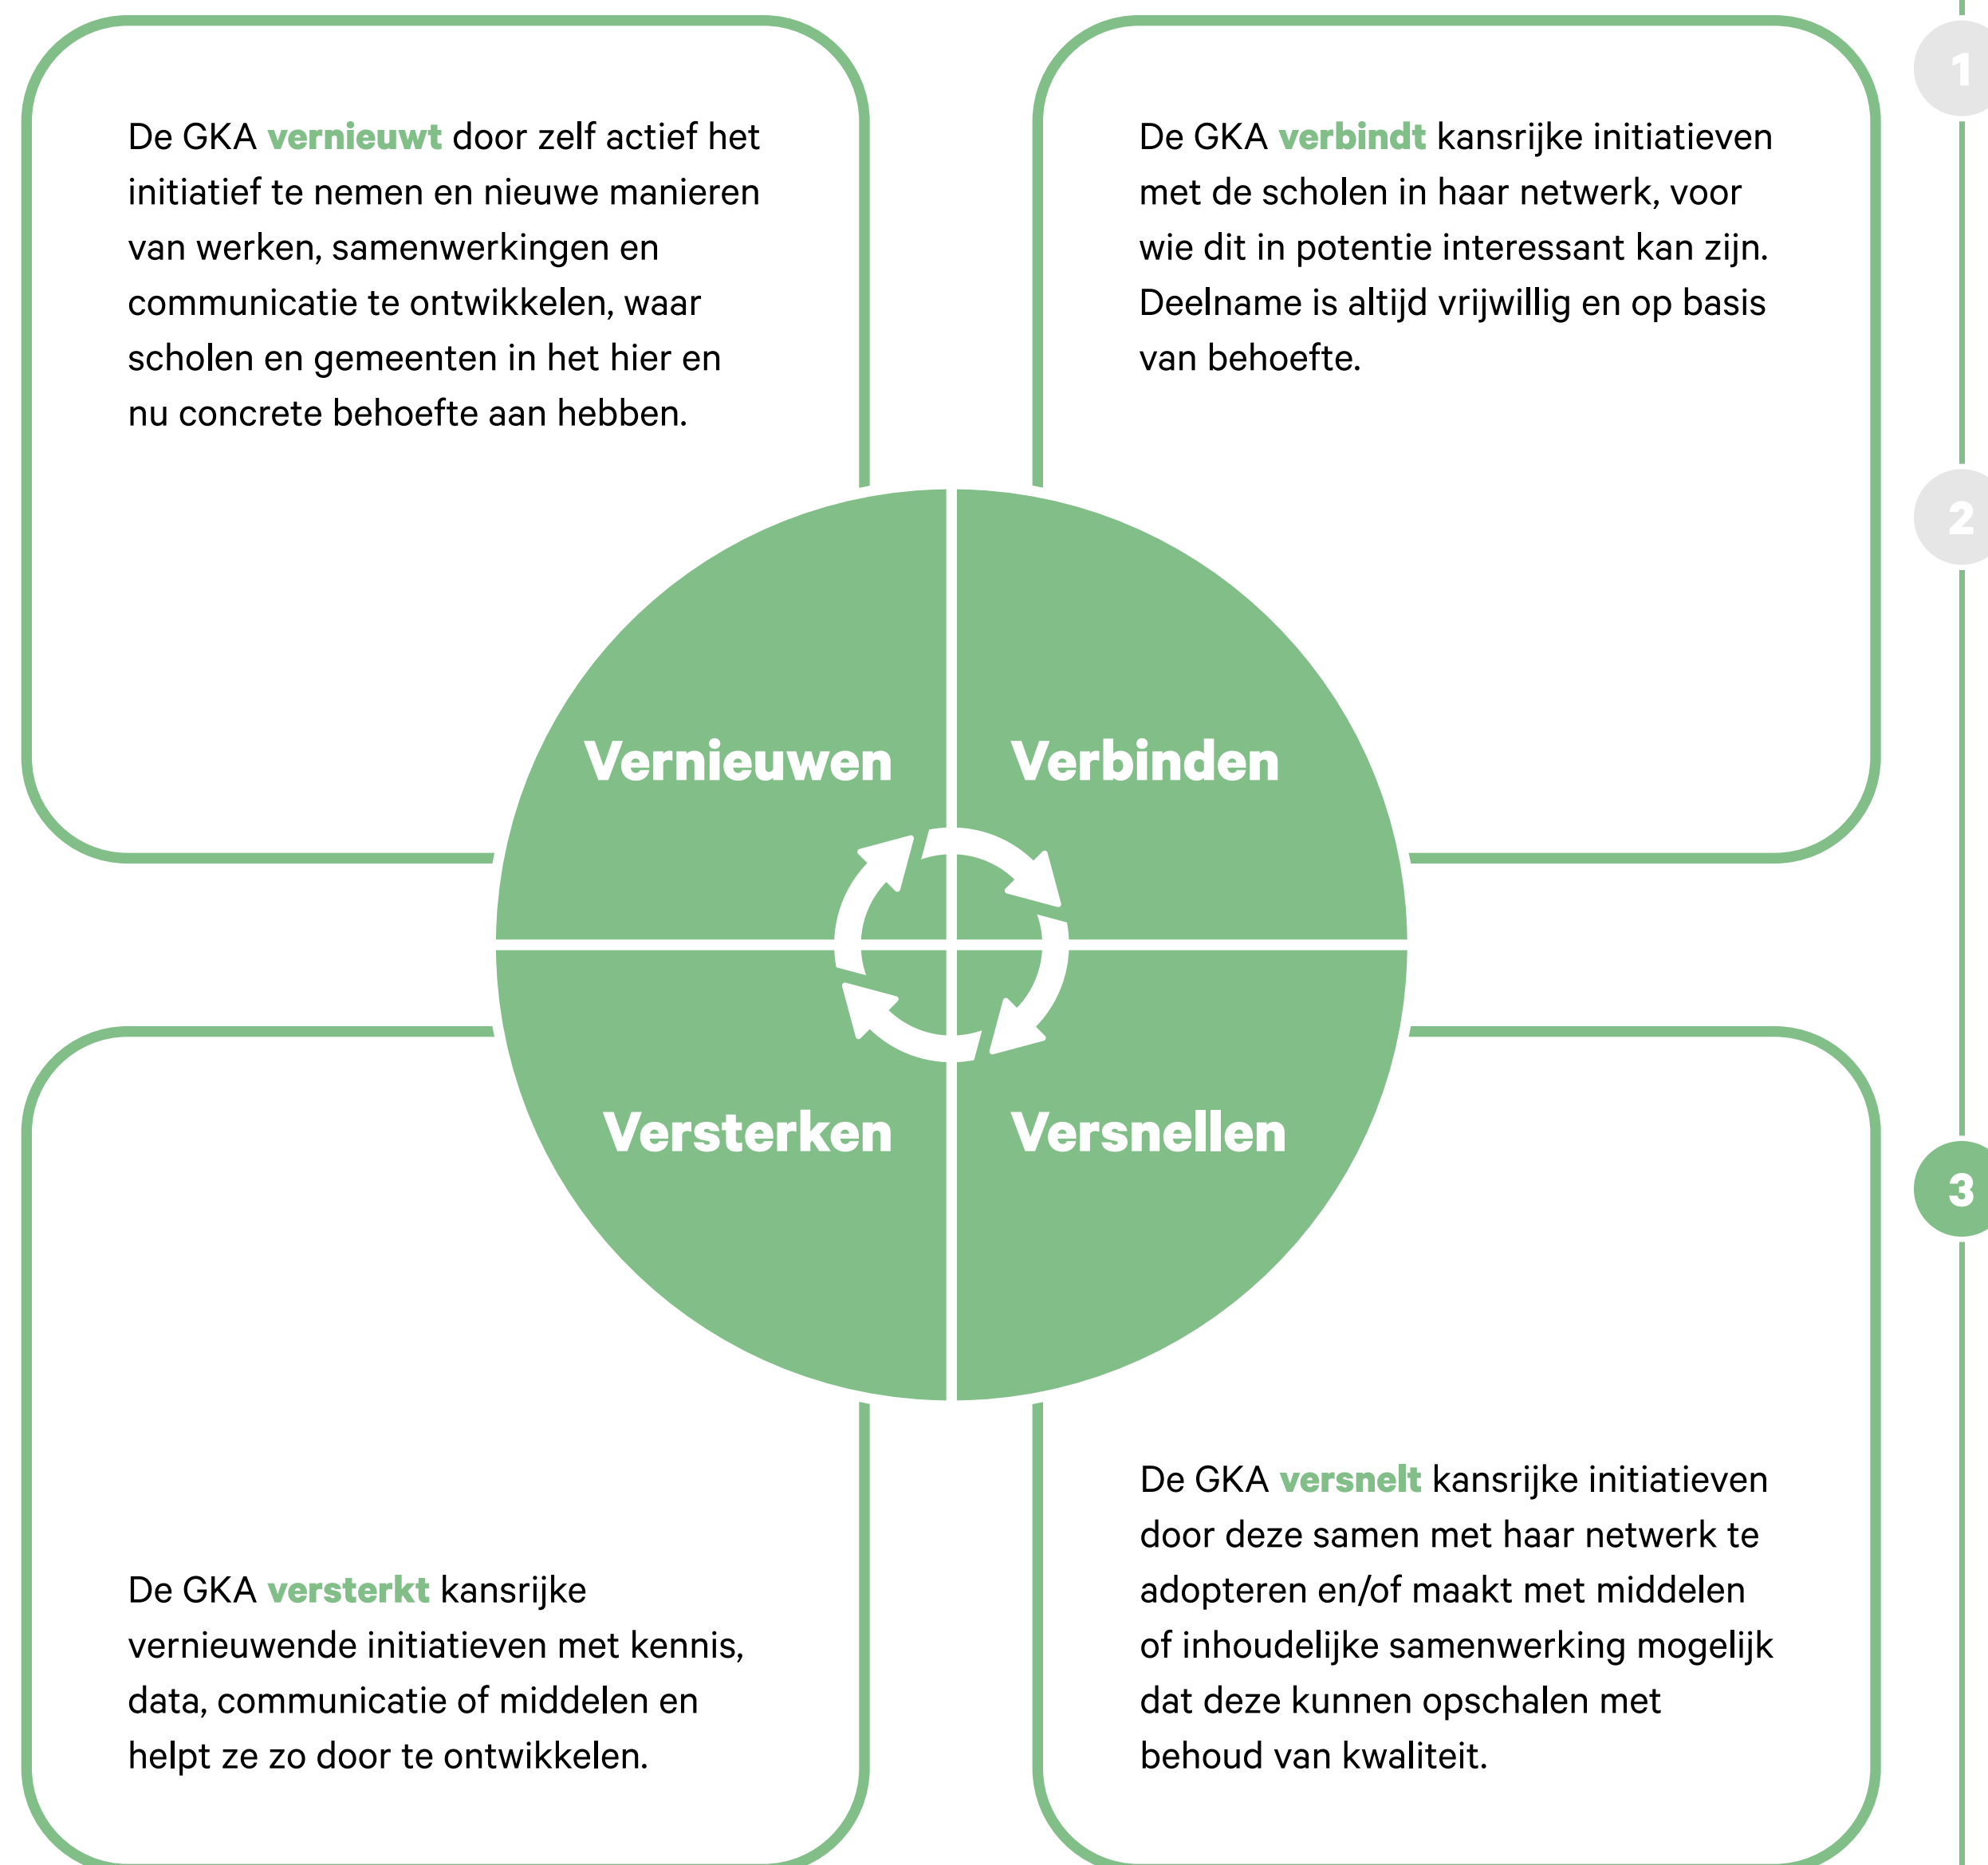 De GKA vernieuwt door zelf actief het
initiatief te nemen en nieuwe manieren
van werken, samenwerkingen en
communicatie te ontwikkelen, waar
scholen en gemeenten in het hier en
nu concrete behoefte aan hebben.
De GKA verbindt kansrijke initiatieven
met de scholen in haar netwerk, voor
wie dit in potentie interessant kan zijn.
Deelname is altijd vrijwillig en op basis
van behoefte.
1
2
Vernieuwen
Verbinden
Versterken
Versnellen
3
De GKA versterkt kansrijke
vernieuwende initiatieven met kennis,
data, communicatie of middelen en
helpt ze zo door te ontwikkelen.
De GKA versnelt kansrijke initiatieven
door deze samen met haar netwerk te
adopteren en/of maakt met middelen
of inhoudelijke samenwerking mogelijk
dat deze kunnen opschalen met
behoud van kwaliteit.